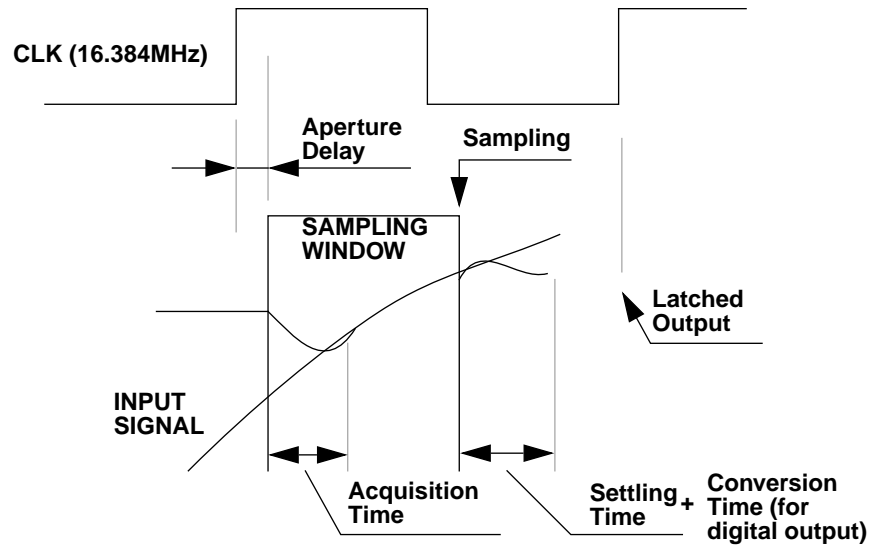 CLK (16.384MHz)
Aperture
Delay
Sampling
SAMPLING
WINDOW
Latched
Output
INPUT
SIGNAL
Acquisition
Time
Settling
Time
+
Conversion
Time (for
digital output)